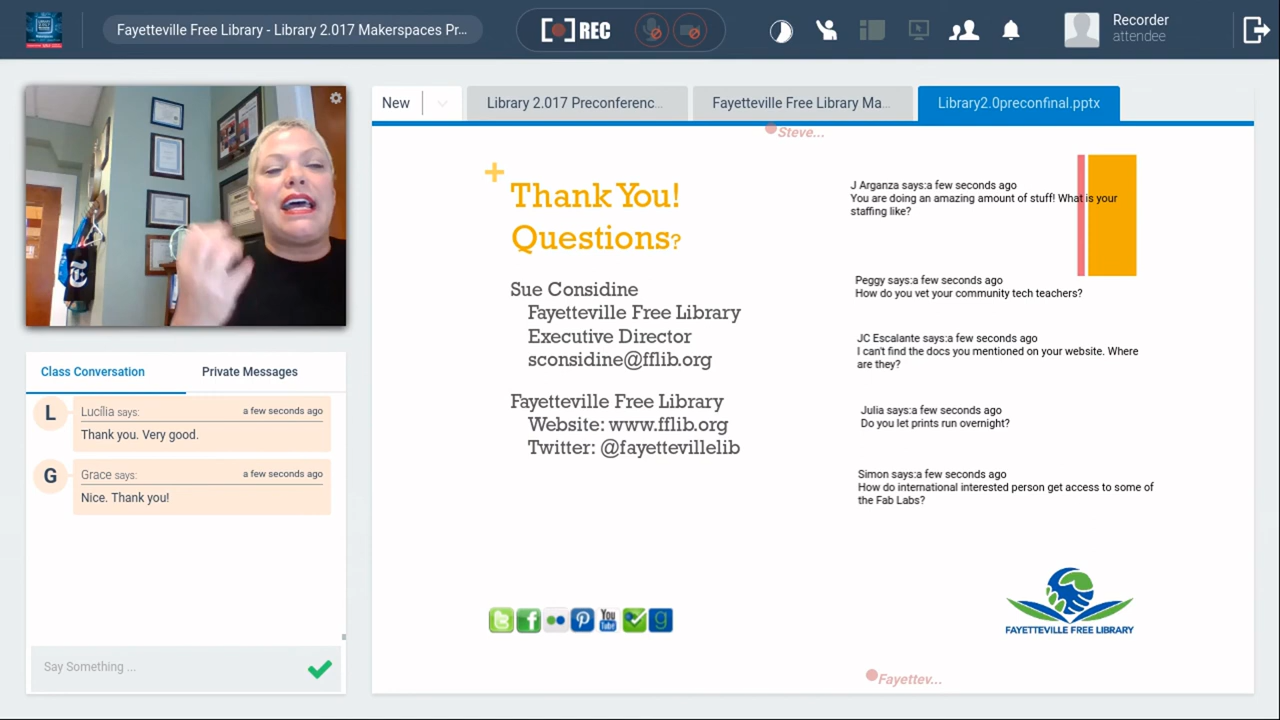 Fayetteville Free Library - Library 2.017 Makerspaces Pr...
REC
Recorder
attendee
New
Library 2.017 Preconferenc...
Fayetteville Free Library Ma...
Library2.0preconfinal.pptx
Steve...
Thank You!
Questions?
Sue Considine
Fayetteville Free Library
Executive Director
sconsidine@fflib.org
Fayetteville Free Library
Website: www.fflib.org
Twitter: @fayettevillelib
J Arganza says:a few seconds ago
You are doing an amazing amount of stuff! What is your
staffing like?
Peggy says:a few seconds ago
How do you vet your community tech teachers?
JC Escalante says:a few seconds ago
I can't find the docs you mentioned on your website. Where
are they?
Julia says:a few seconds ago
Do you let prints run overnight?
Simon says:a few seconds ago
How do international interested person get access to some of
the Fab Labs?
You
Tube
FAYETTEVILLE FREE LIBRARY
Fayettev...
Class Conversation
Private Messages
L
Lucília says:
a few seconds ago
Thank you. Very good.
G
Grace says:
a few seconds ago
Nice. Thank you!
Say Something ...